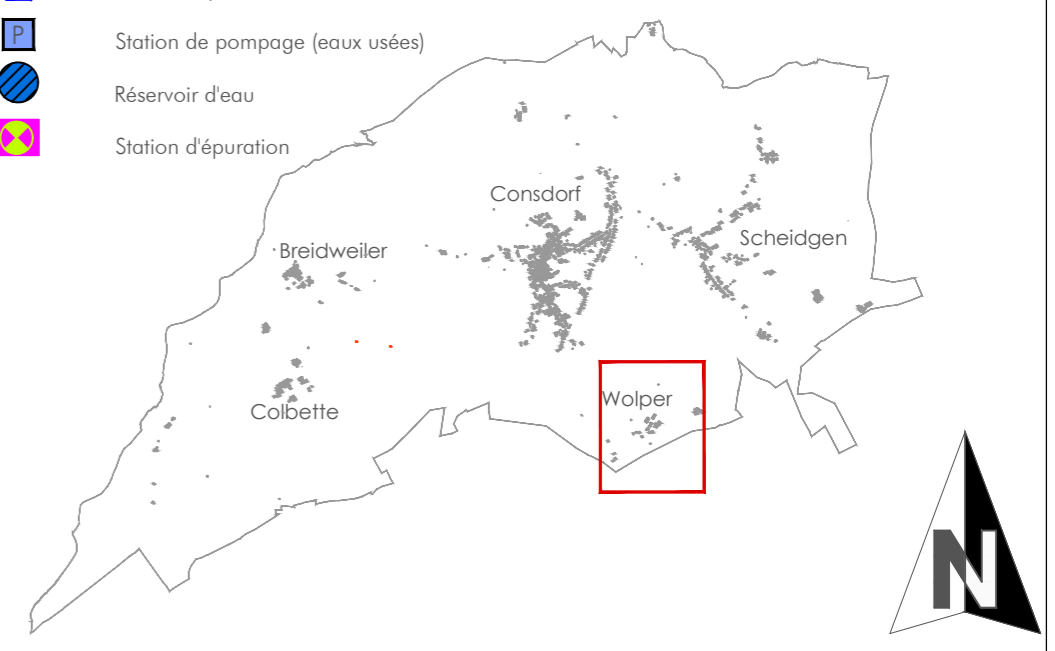 P Station de pompage (eaux usées)
Réservoir d'eau
Station d'épuration
Consdorf
Scheidgen
Breidweiler
Wolper
Colbette
N